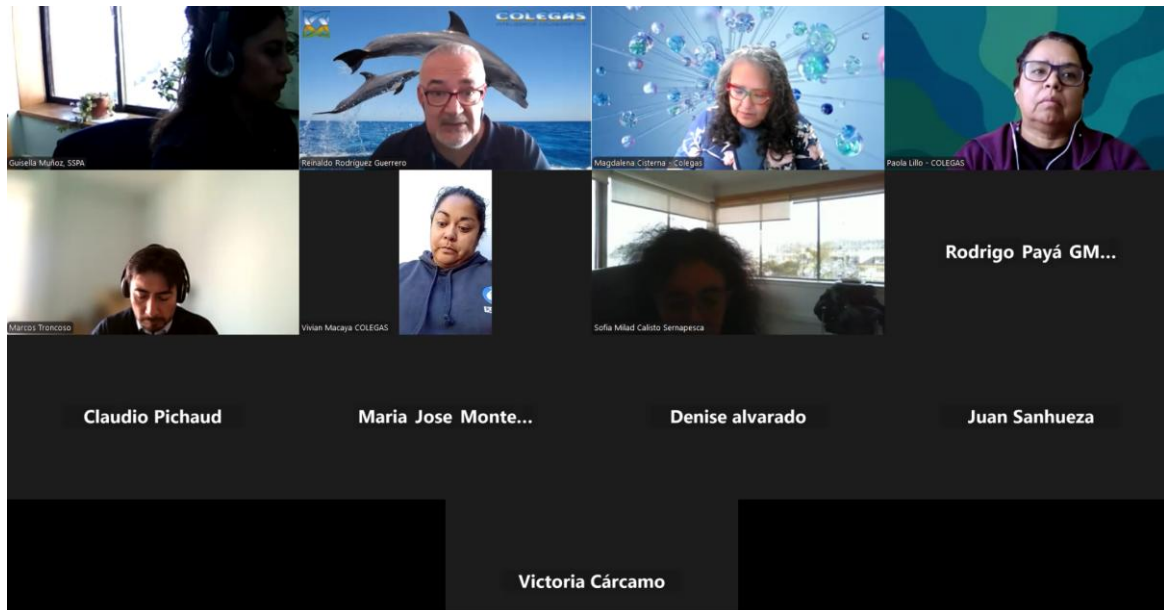 COLEGAS
Guisella Muñoz, SSPA
Reinaldo Rodríguez Guerrero
Magdalena Cisterna - Colegas
Paola Lillo - COLEGAS
Marcos Troncoso
Vivian Macaya COLEGAS
Sofia Milad Calisto Sernapesca
Rodrigo Payá GM...
Claudio Pichaud
Maria Jose Monte...
Denise alvarado
Juan Sanhueza
Victoria Cárcamo